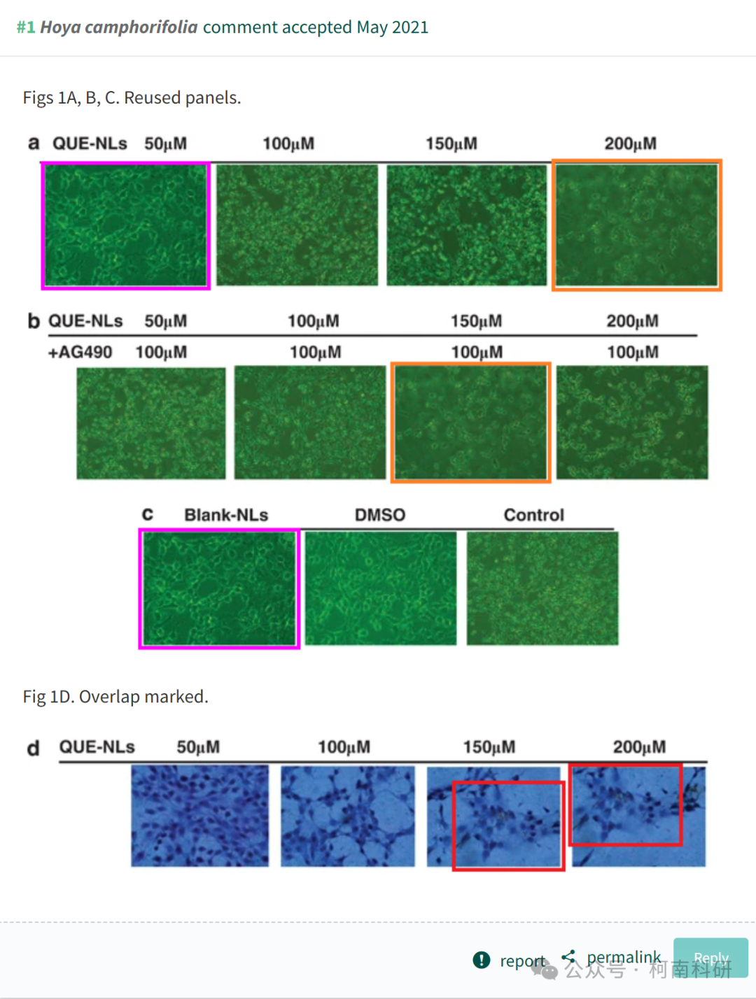 #1 Hoya camphorifolia comment accepted May 2021
Figs 1A, B, C. Reused panels.
a QUE-NLs 50µM 100µM 150µM 200µM
b QUE-NLs 50µM 100µM 150µM 200µM
+AG490 100µM 100µM 100µM 100µM
c Blank-NLs DMSO Control
Fig 1D. Overlap marked.
d QUE-NLs 50µM 100µM 150µM 200µM
report permalink Reply
公众号 · 柯南科研